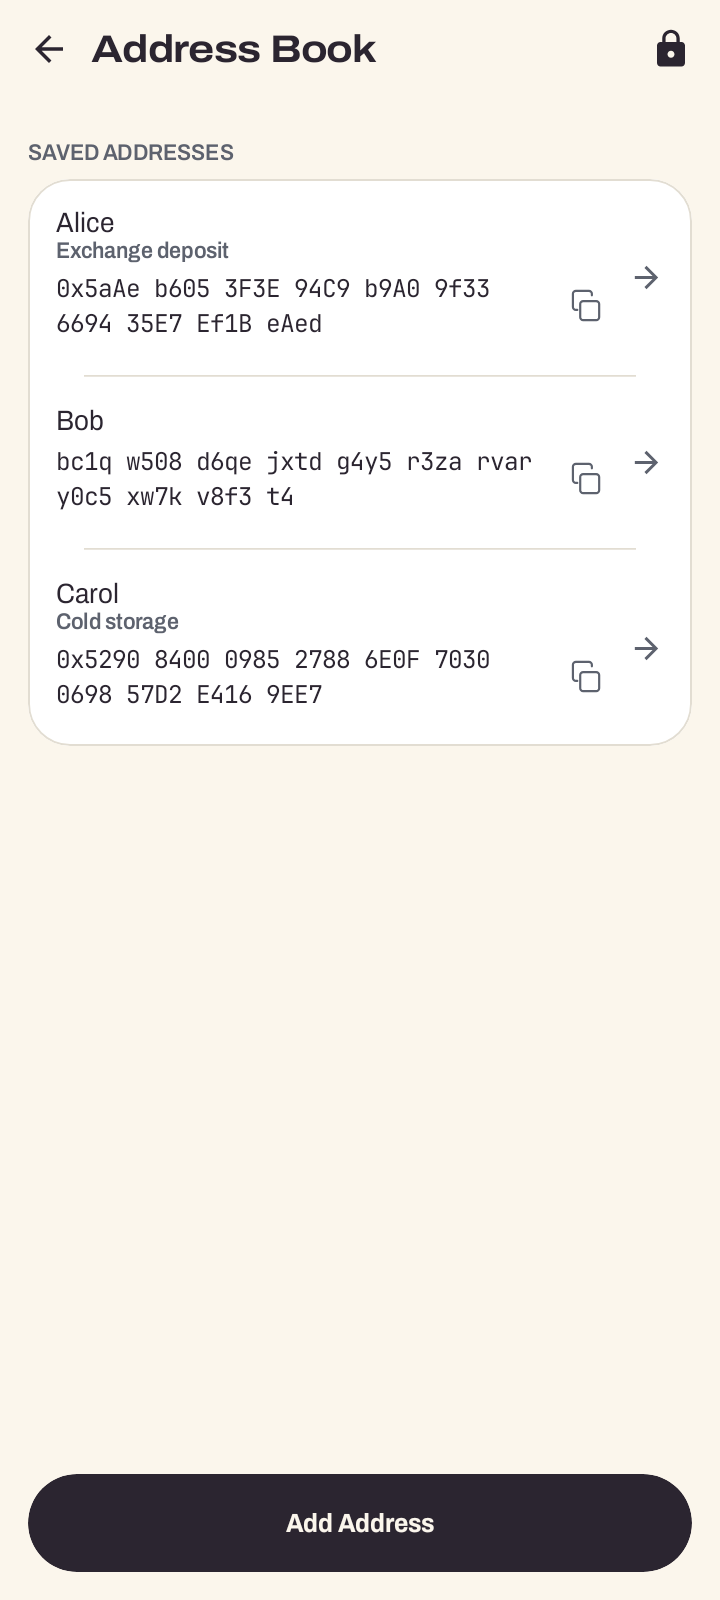 Address Book
SAVED ADDRESSES
Alice
Exchange deposit
0x5aAe b605 3F3E 94C9 b9A0 9f33
6694 35E7 Ef1B eAed
Bob
bc1q w508 d6qe jxtd g4y5 r3za rvar
y0c5 xw7k v8f3 t4
Carol
Cold storage
0x5290 8400 0985 2788 6E0F 7030
0698 57D2 E416 9EE7
Add Address